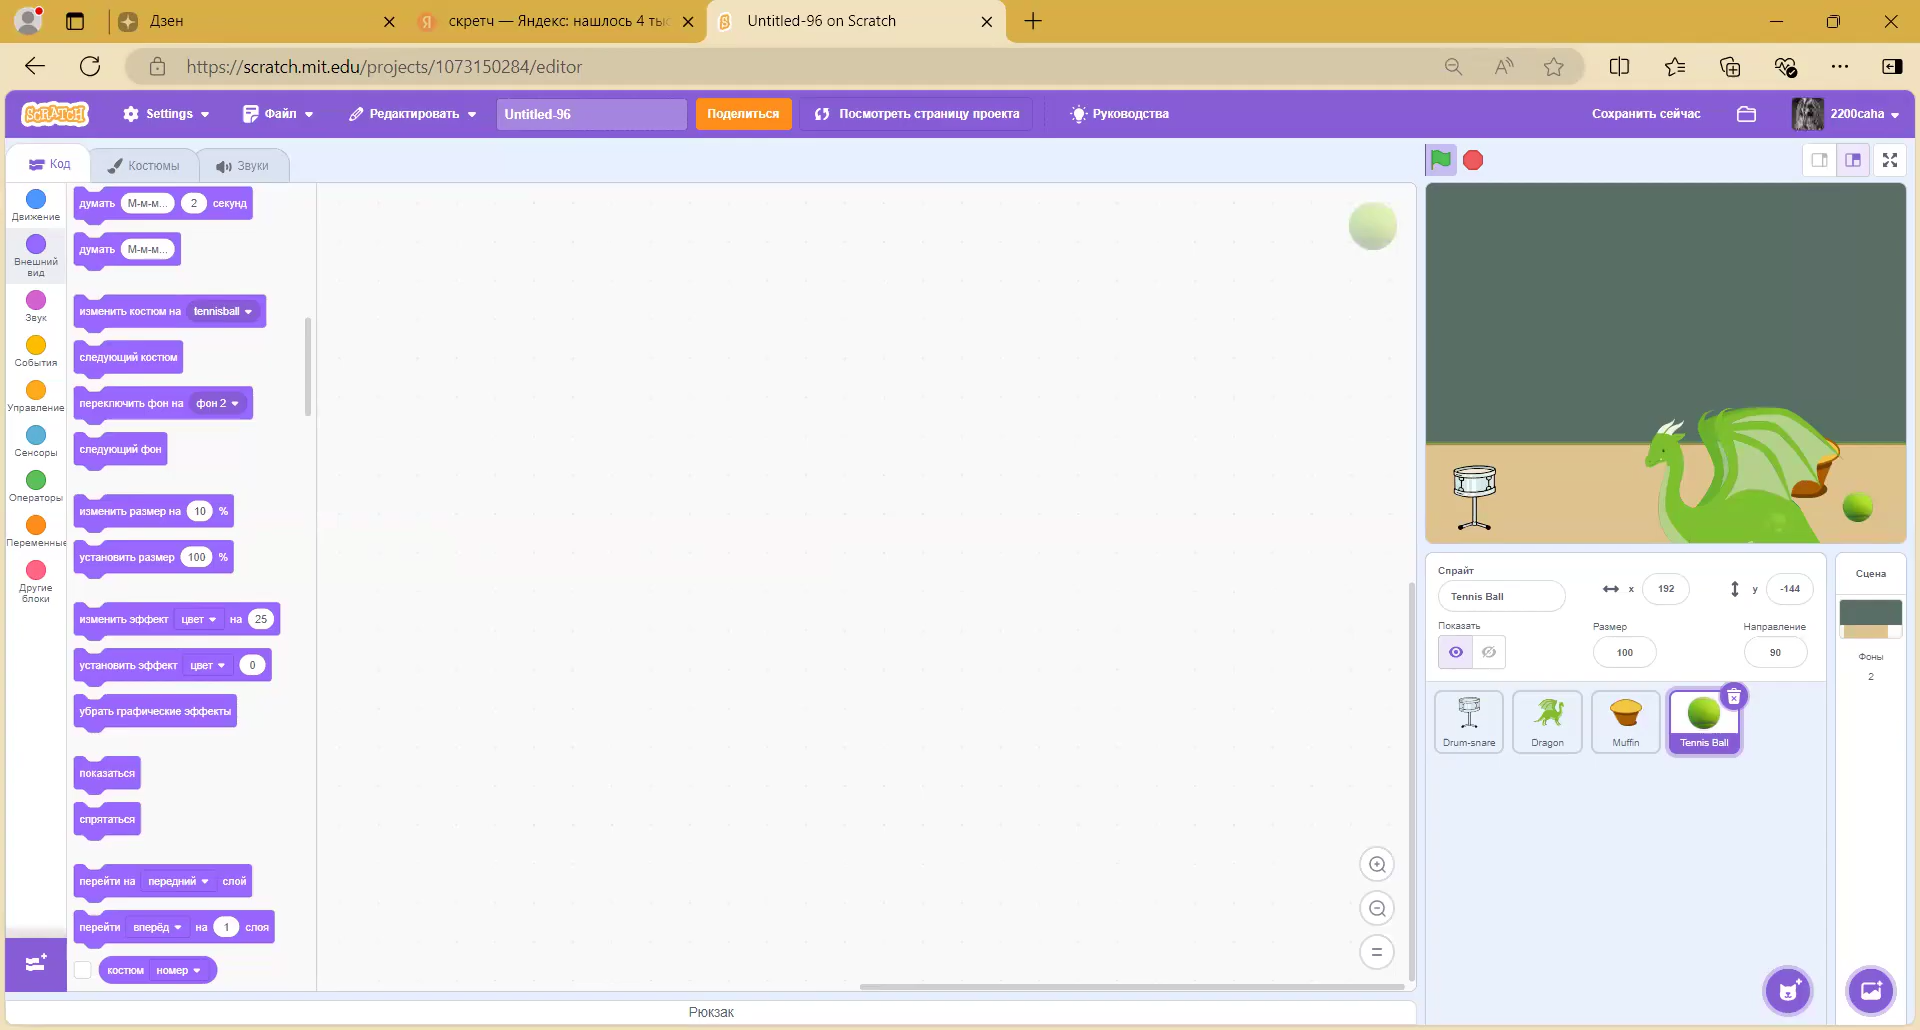 Дзен
скретч — Яндекс: нашлось 4 тыс
Untitled-96 on Scratch
https://scratch.mit.edu/projects/1073150284/editor
SCRATCH
Settings
Файл
Редактировать
Untitled-96
Поделиться
Посмотреть страницу проекта
Руководства
Сохранить сейчас
2200caha
Код
Костюмы
Звуки
Движение
Внешний
вид
Звук
События
Управление
Сенсоры
Операторы
Переменные
Другие
блоки
думать М-м-м... 2 секунд
думать М-м-м...
изменить костюм на tennisball
следующий костюм
переключить фон на фон 2
следующий фон
изменить размер на 10 %
установить размер 100 %
изменить эффект цвет на 25
установить эффект цвет 0
убрать графические эффекты
показаться
спрятаться
перейти на передний слой
перейти вперёд на 1 слоя
костюм номер
Рюкзак
Спрайт
Tennis Ball
x 192
y -144
Показать
Размер
100
Направление
90
Drum-snare
Dragon
Muffin
Tennis Ball
Сцена
Фоны
2